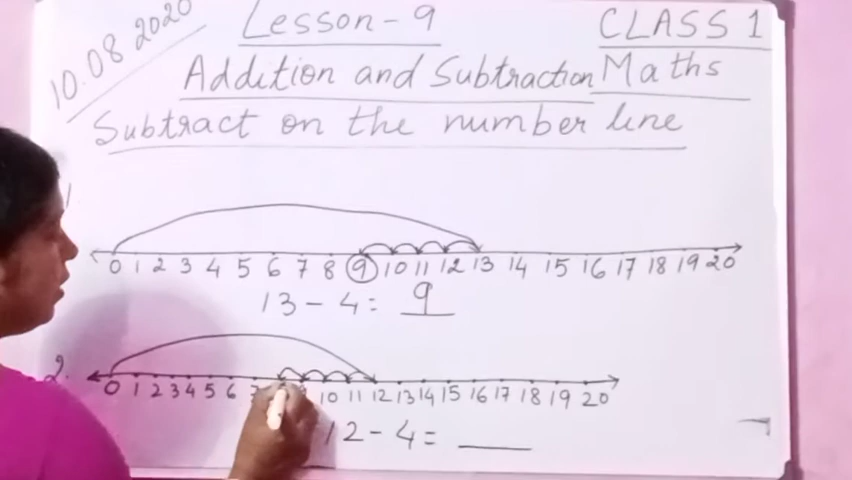 10.08 2020
Lesson - 9
CLASS 1
Addition and Subtraction Maths
Subtract on the number line
0 1 2 3 4 5 6 7 8 9 10 11 12 13 14 15 16 17 18 19 20
13 - 4 = 9
2.
0 1 2 3 4 5 6 7 10 11 12 13 14 15 16 17 18 19 20
12 - 4 = ___